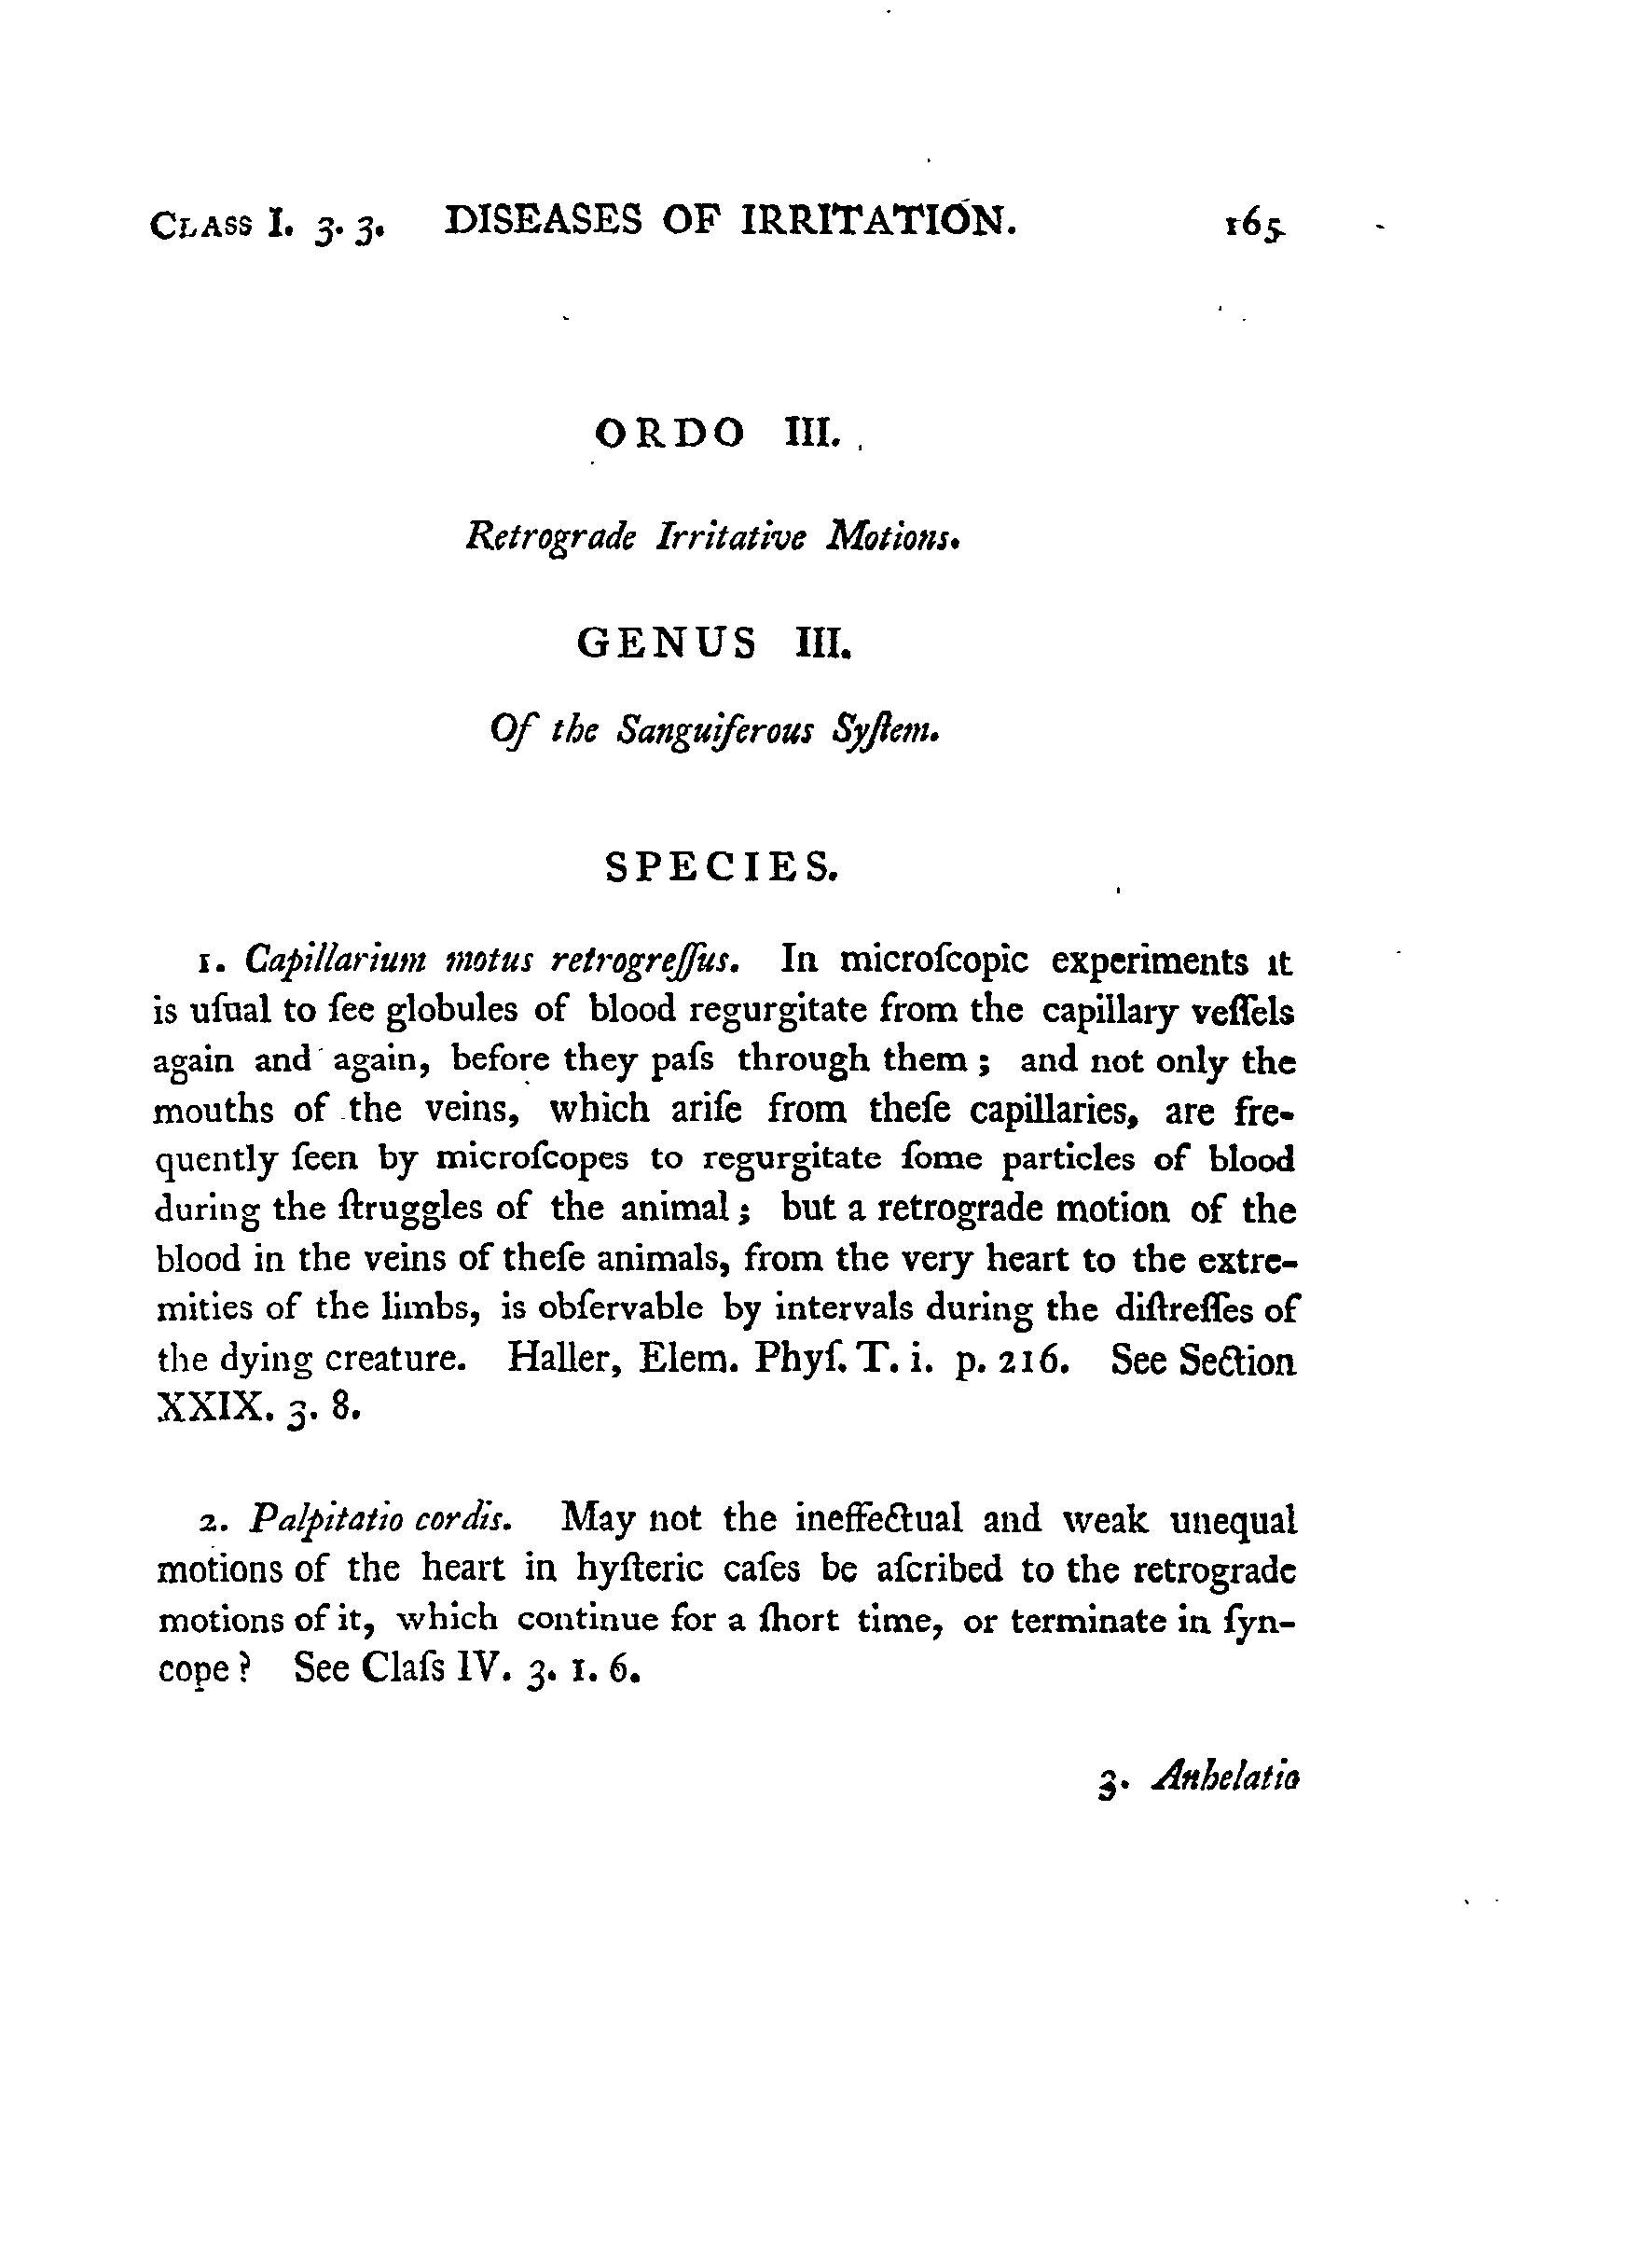 CLASS I. 3. 3. DISEASES OF IRRITATION. 165
ORDO III.
Retrograde Irritative Motions.
GENUS III.
Of the Sanguiferous Syſtem.
SPECIES.
1. Capillarium motus retrogreſſus. In microſcopic experiments it
is uſual to ſee globules of blood regurgitate from the capillary veſſels
again and again, before they paſs through them; and not only the
mouths of the veins, which ariſe from theſe capillaries, are fre-
quently ſeen by microſcopes to regurgitate ſome particles of blood
during the ſtruggles of the animal; but a retrograde motion of the
blood in the veins of theſe animals, from the very heart to the extre-
mities of the limbs, is obſervable by intervals during the diſtreſſes of
the dying creature. Haller, Elem. Phyſ. T. i. p. 216. See Section
XXIX. 3. 8.
2. Palpitatio cordis. May not the ineffectual and weak unequal
motions of the heart in hyſteric caſes be aſcribed to the retrograde
motions of it, which continue for a ſhort time, or terminate in ſyn-
cope? See Claſs IV. 3. 1. 6.
3. Anhelatio